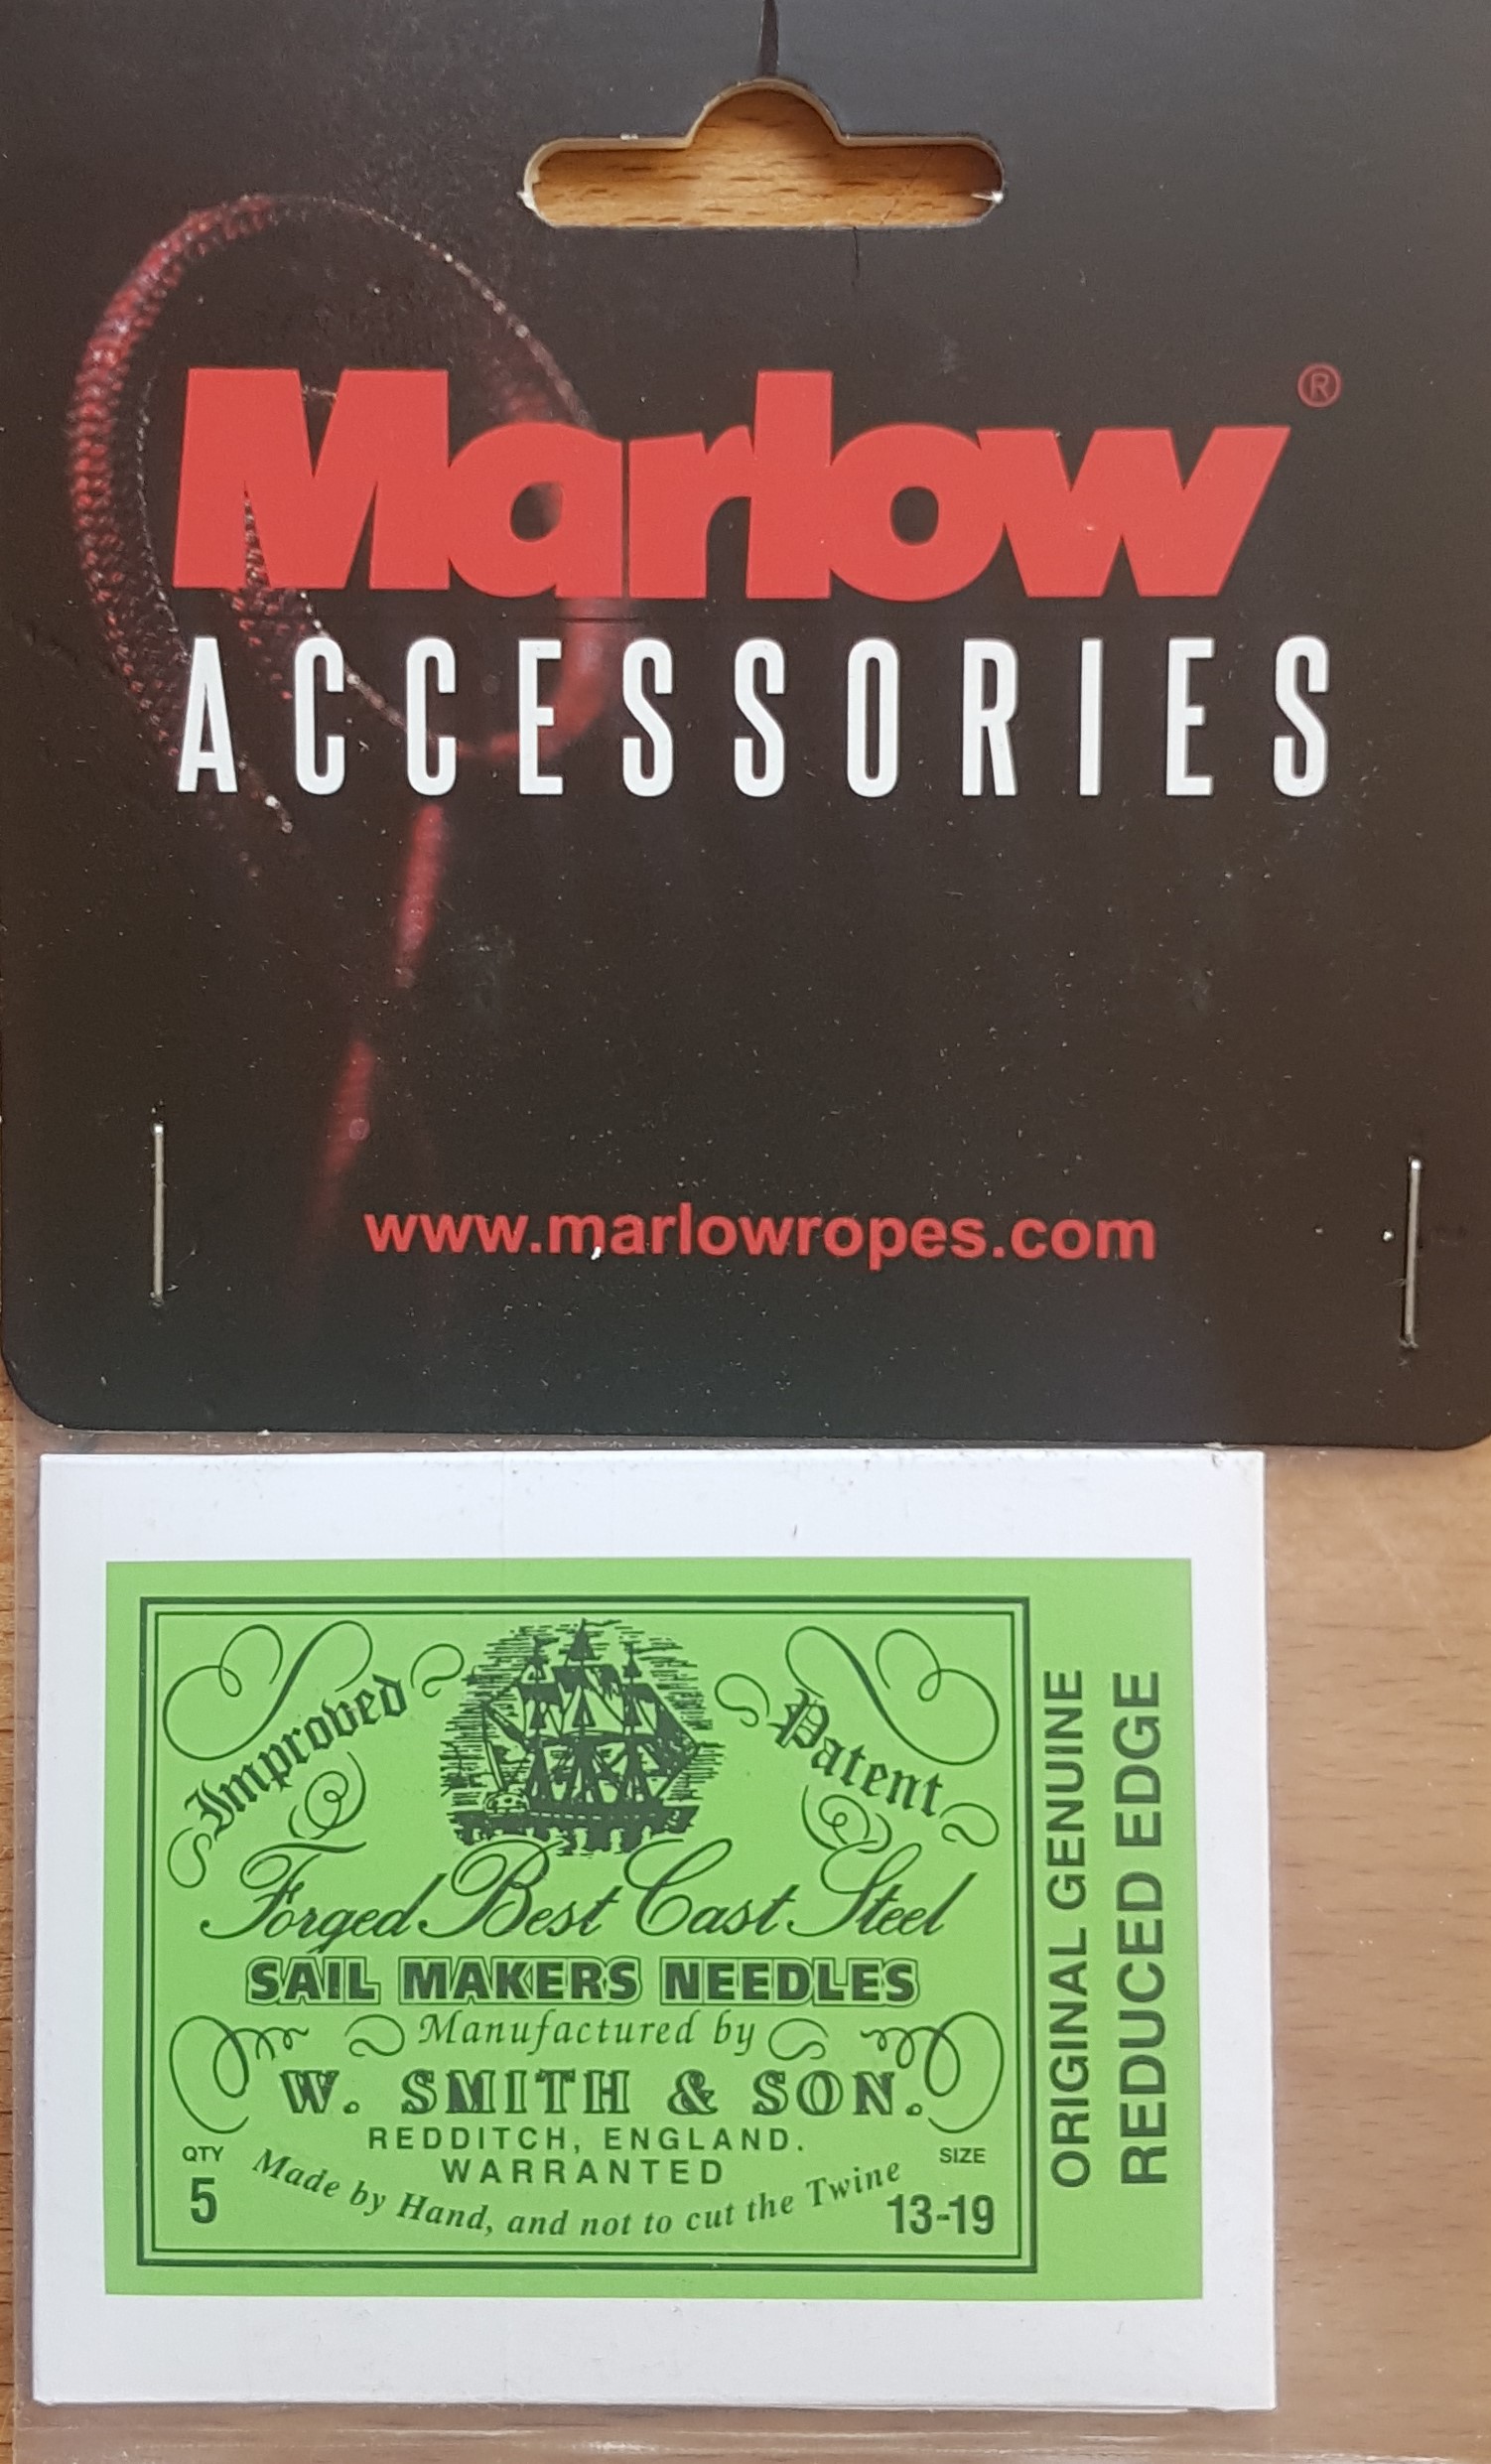 Marlow®
ACCESSORIES
www.marlowropes.com
Improved Patent
Forged Best Cast Steel
SAIL MAKERS NEEDLES
Manufactured by
W. SMITH & SON.
REDDITCH, ENGLAND.
WARRANTED
Made by Hand, and not to cut the Twine
QTY
5
SIZE
13-19
ORIGINAL GENUINE
REDUCED EDGE